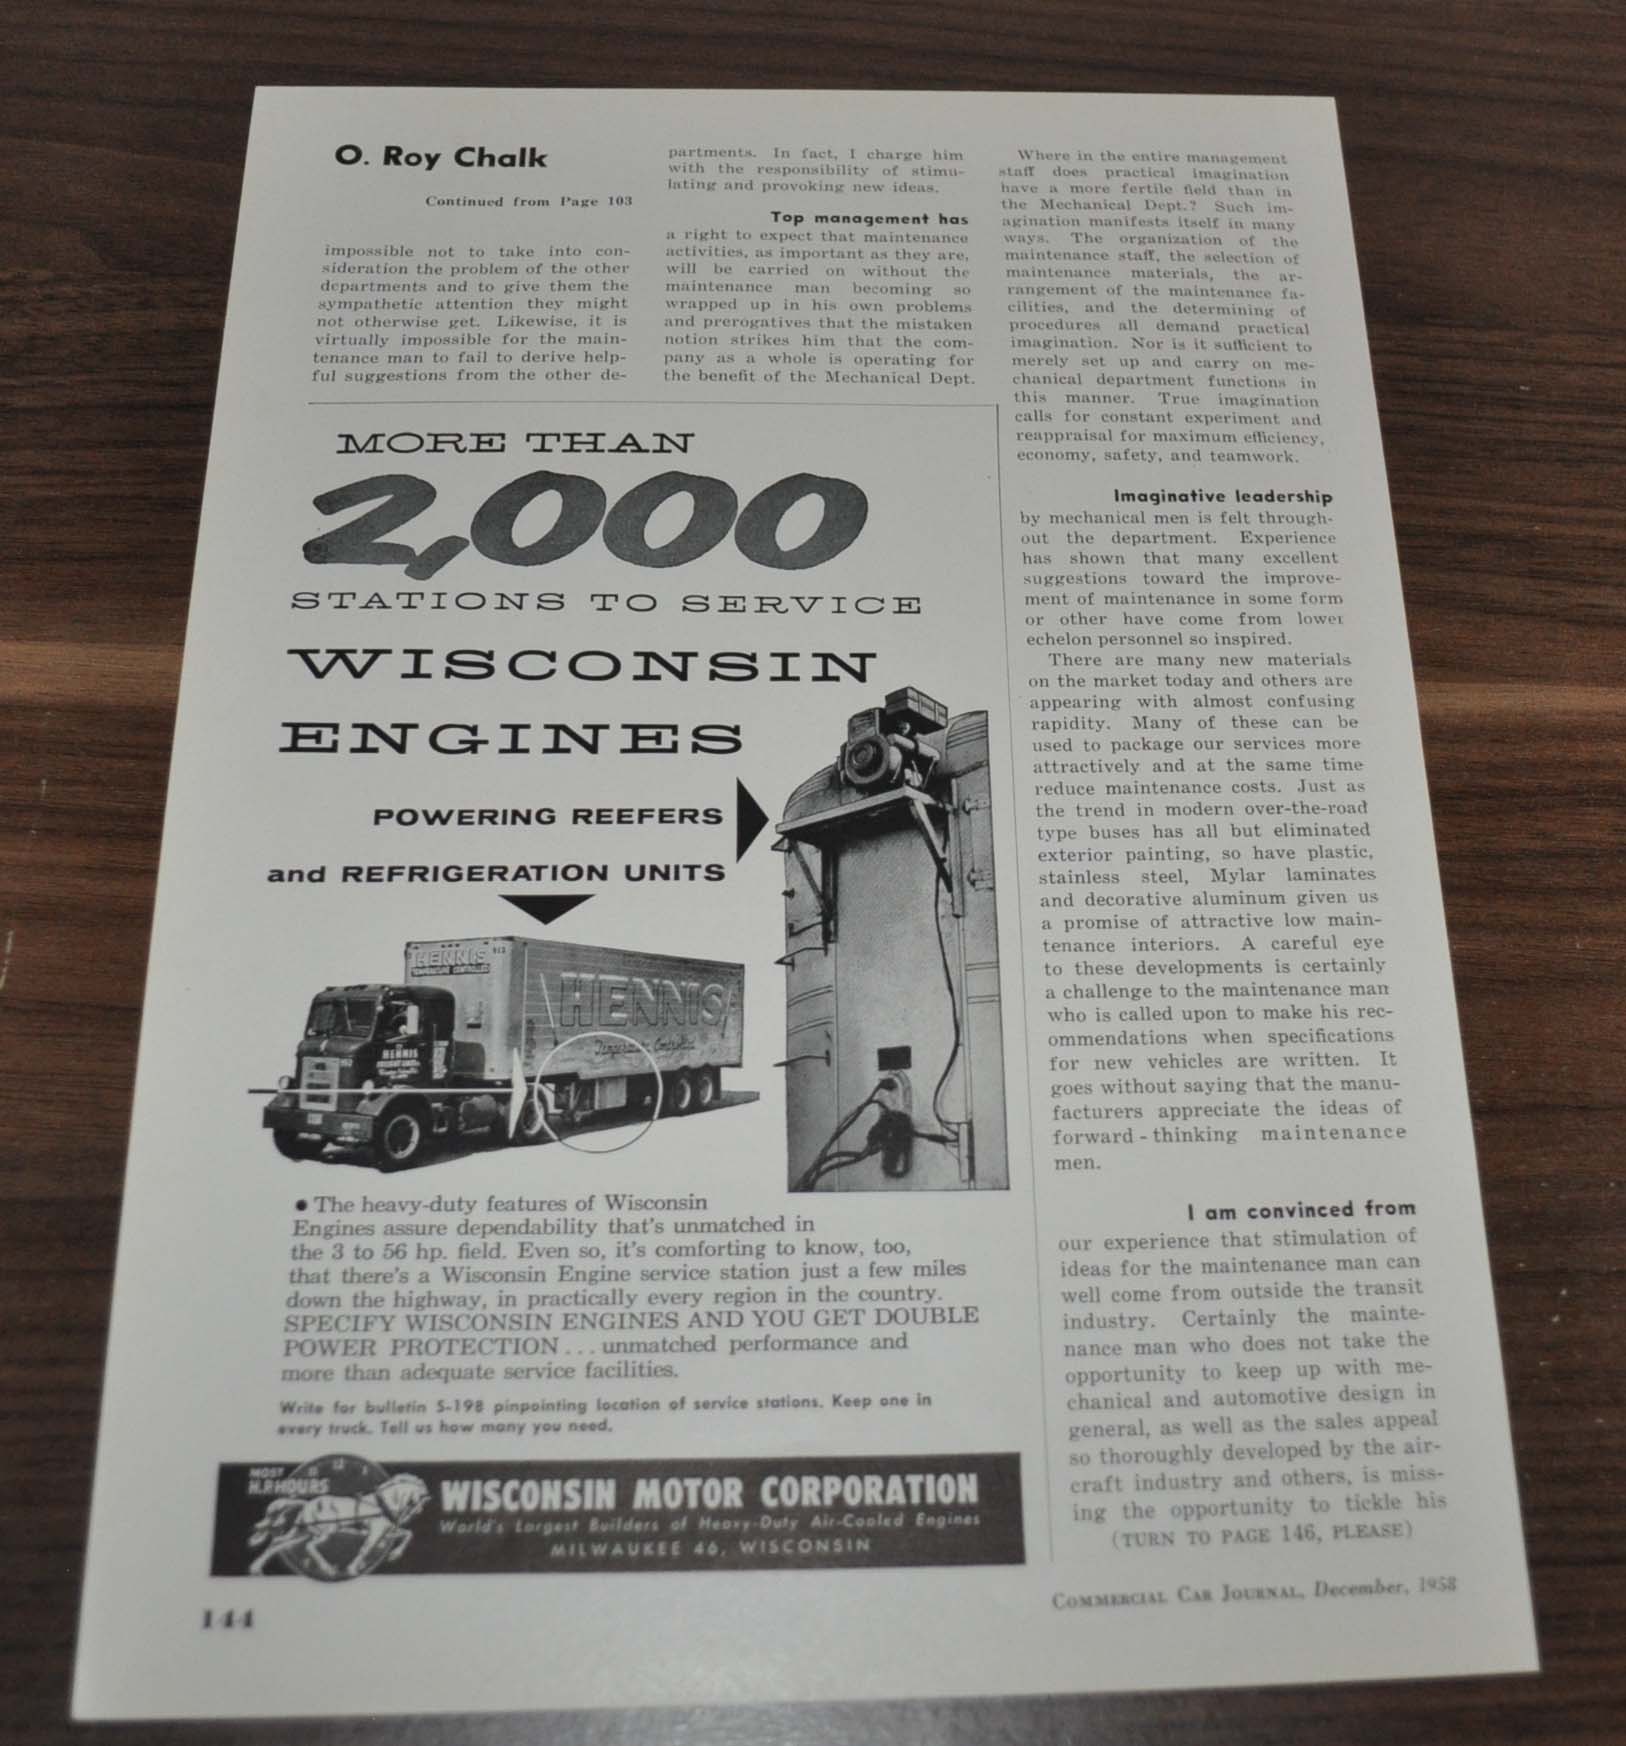 O. Roy Chalk
Continued from Page 103
impossible not to take into con-
sideration the problem of the other
departments and to give them the
sympathetic attention they might
not otherwise get. Likewise, it is
virtually impossible for the main-
tenance man to fail to derive help-
ful suggestions from the other de-
partments. In fact, I charge him
with the responsibility of stimu-
lating and provoking new ideas.
Top management has
a right to expect that maintenance
activities, as important as they are,
will be carried on without the
maintenance man becoming so
wrapped up in his own problems
and prerogatives that the mistaken
notion strikes him that the com-
pany as a whole is operating for
the benefit of the Mechanical Dept.
Where in the entire management
staff does practical imagination
have a more fertile field than in
the Mechanical Dept.? Such im-
agination manifests itself in many
ways. The organization of the
maintenance staff, the selection of
maintenance materials, the ar-
rangement of the maintenance fa-
cilities, and the determining of
procedures all demand practical
imagination. Nor is it sufficient to
merely set up and carry on me-
chanical department functions in
this manner. True imagination
calls for constant experiment and
reappraisal for maximum efficiency,
economy, safety, and teamwork.
Imaginative leadership
by mechanical men is felt through-
out the department. Experience
has shown that many excellent
suggestions toward the improve-
ment of maintenance in some form
or other have come from lower
echelon personnel so inspired.
There are many new materials
on the market today and others are
appearing with almost confusing
rapidity. Many of these can be
used to package our services more
attractively and at the same time
reduce maintenance costs. Just as
the trend in modern over-the-road
type buses has all but eliminated
exterior painting, so have plastic,
stainless steel, Mylar laminates
and decorative aluminum given us
a promise of attractive low main-
tenance interiors. A careful eye
to these developments is certainly
a challenge to the maintenance man
who is called upon to make his rec-
ommendations when specifications
for new vehicles are written. It
goes without saying that the manu-
facturers appreciate the ideas of
forward - thinking maintenance
men.
I am convinced from
our experience that stimulation of
ideas for the maintenance man can
well come from outside the transit
industry. Certainly the mainte-
nance man who does not take the
opportunity to keep up with me-
chanical and automotive design in
general, as well as the sales appeal
so thoroughly developed by the air-
craft industry and others, is miss-
ing the opportunity to tickle his
(TURN TO PAGE 146, PLEASE)
MORE THAN
2,000
STATIONS TO SERVICE
WISCONSIN
ENGINES
POWERING REEFERS
and REFRIGERATION UNITS
HENNIS 912
HENNIS
Temperature Controlled
HENNIS
• The heavy-duty features of Wisconsin
Engines assure dependability that's unmatched in
the 3 to 56 hp. field. Even so, it's comforting to know, too,
that there's a Wisconsin Engine service station just a few miles
down the highway, in practically every region in the country.
SPECIFY WISCONSIN ENGINES AND YOU GET DOUBLE
POWER PROTECTION . . . unmatched performance and
more than adequate service facilities.
Write for bulletin S-198 pinpointing location of service stations. Keep one in
every truck. Tell us how many you need.
MOST
H.P. HOURS
WISCONSIN MOTOR CORPORATION
World's Largest Builders of Heavy-Duty Air-Cooled Engines
MILWAUKEE 46, WISCONSIN
144
COMMERCIAL CAR JOURNAL, December, 1958